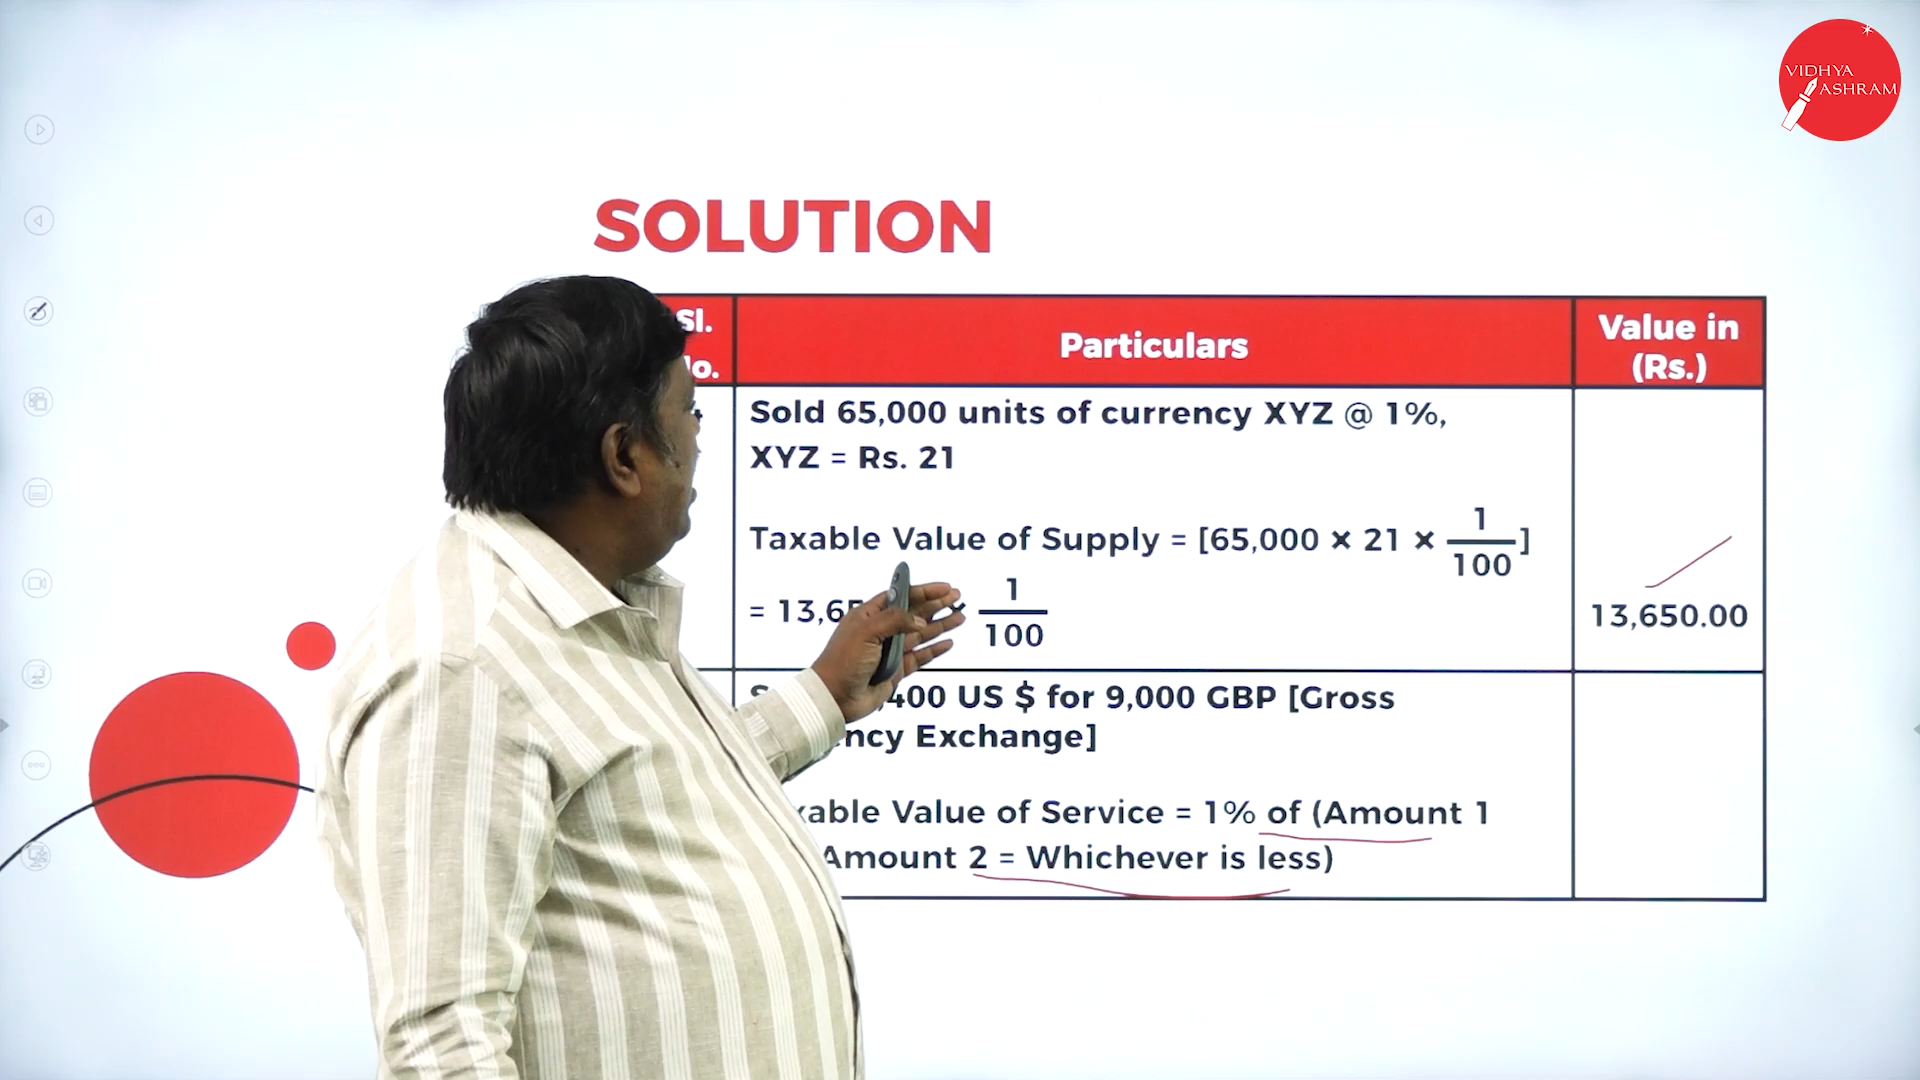 VIDHYA
ASHRAM
SOLUTION
Sl.
Particulars
Value in
(Rs.)
Sold 65,000 units of currency XYZ @ 1%,
XYZ = Rs. 21
Taxable Value of Supply = [65,000 × 21 × 1/100]
= 13,65 × 1/100
13,650.00
400 US $ for 9,000 GBP [Gross
Exchange]
Value of Service = 1% of (Amount 1
Amount 2 = Whichever is less)